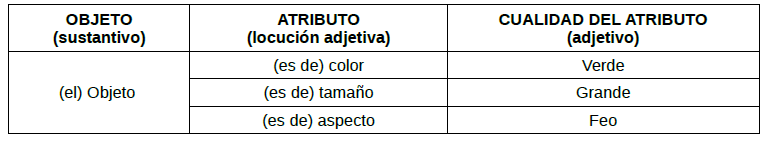 OBJETO
(sustantivo)
ATRIBUTO
(locución adjetiva)
CUALIDAD DEL ATRIBUTO
(adjetivo)
(el) Objeto
(es de) color
Verde
(es de) tamaño
Grande
(es de) aspecto
Feo